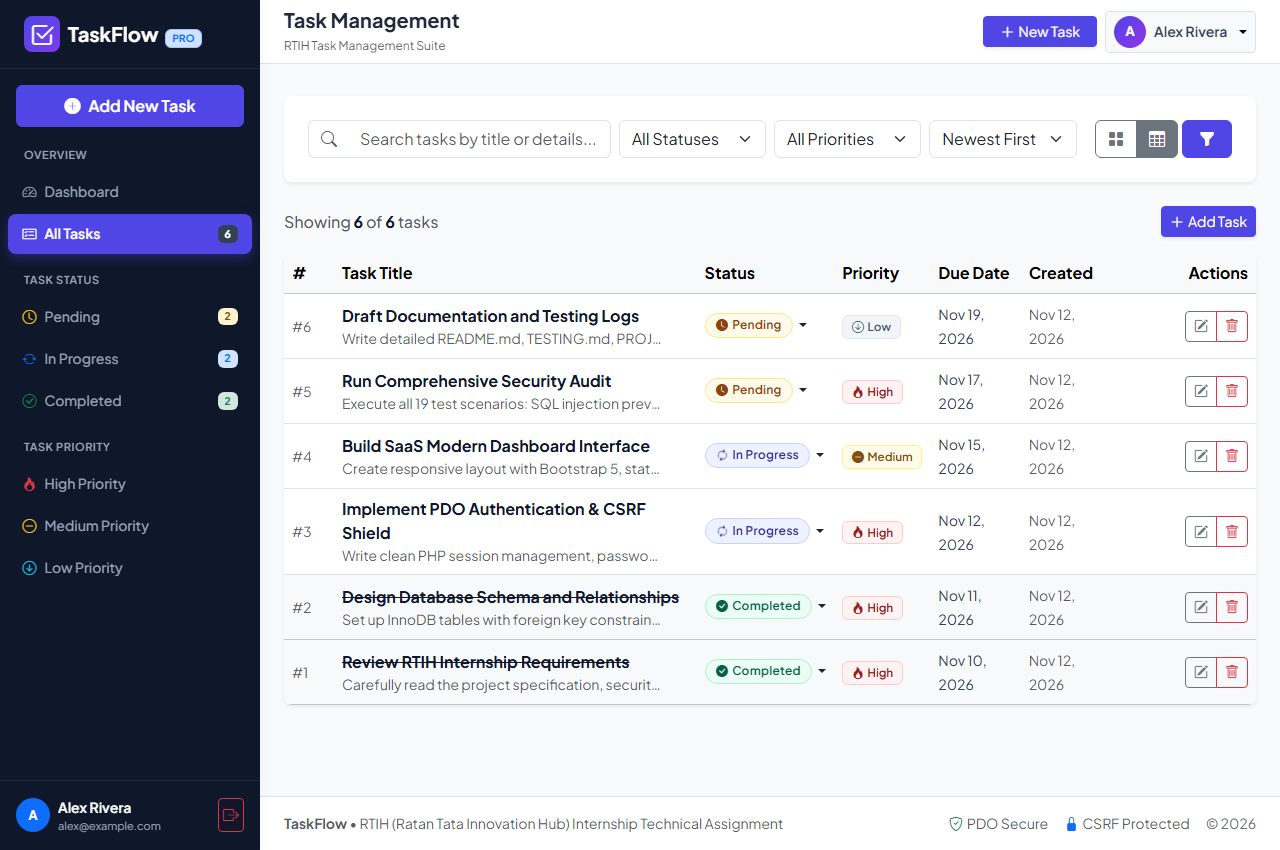 TaskFlow PRO
Add New Task
OVERVIEW
Dashboard
All Tasks 6
TASK STATUS
Pending 2
In Progress 2
Completed 2
TASK PRIORITY
High Priority
Medium Priority
Low Priority
A Alex Rivera
alex@example.com
Task Management
RTIH Task Management Suite
New Task
A Alex Rivera
Search tasks by title or details...
All Statuses
All Priorities
Newest First
Showing 6 of 6 tasks
Add Task
# Task Title Status Priority Due Date Created Actions
#6 Draft Documentation and Testing Logs Pending Low Nov 19, Nov 12,
Write detailed README.md, TESTING.md, PROJ... 2026 2026
#5 Run Comprehensive Security Audit Pending High Nov 17, Nov 12,
Execute all 19 test scenarios: SQL injection prev... 2026 2026
#4 Build SaaS Modern Dashboard Interface In Progress Medium Nov 15, Nov 12,
Create responsive layout with Bootstrap 5, stat... 2026 2026
#3 Implement PDO Authentication & CSRF In Progress High Nov 12, Nov 12,
Shield 2026 2026
Write clean PHP session management, passwo...
#2 Design Database Schema and Relationships Completed High Nov 11, Nov 12,
Set up InnoDB tables with foreign key constrain... 2026 2026
#1 Review RTIH Internship Requirements Completed High Nov 10, Nov 12,
Carefully read the project specification, securit... 2026 2026
TaskFlow • RTIH (Ratan Tata Innovation Hub) Internship Technical Assignment
PDO Secure CSRF Protected © 2026